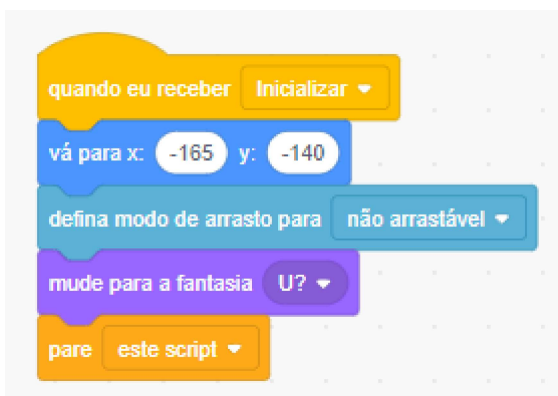 quando eu receber Inicializar
vá para x: -165 y: -140
defina modo de arrasto para não arrastável
mude para a fantasia U?
pare este script